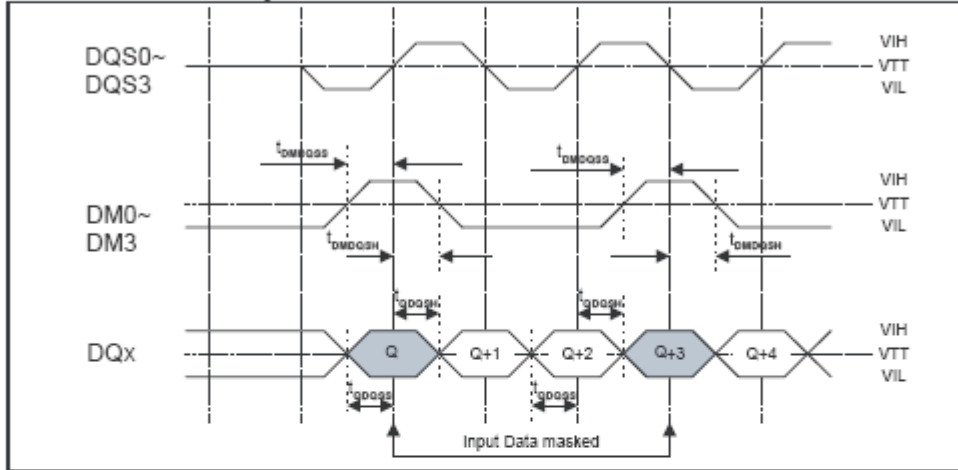 DQS0~
DQS3
VIH
VTT
VIL
tDMDQSS
tDMDQSS
DM0~
DM3
VIH
VTT
VIL
tDMDQSH
tDMDQSH
tQDQSH
tQDQSH
DQx
Q
Q+1
Q+2
Q+3
Q+4
VIH
VTT
VIL
tQDQSS
tQDQSS
Input Data masked